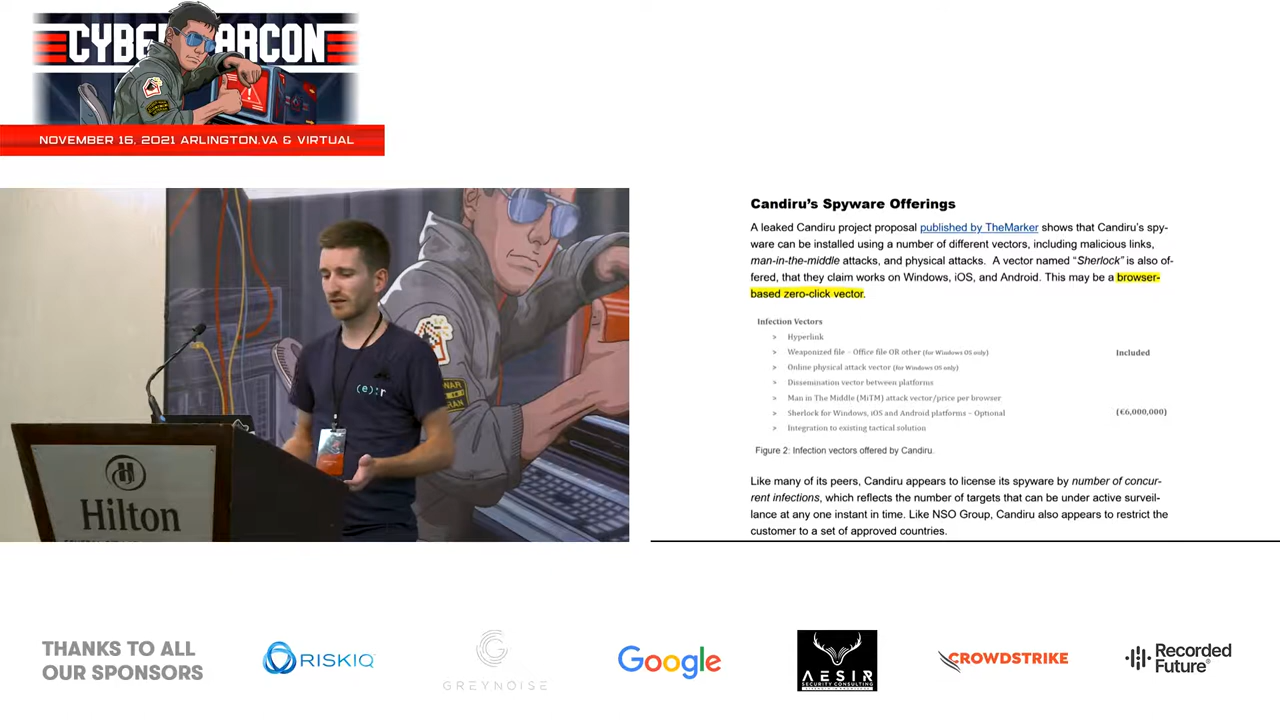 CYBERWARCON
NOVEMBER 16, 2021 ARLINGTON.VA & VIRTUAL
(e):r
WAR
Hilton
Candiru's Spyware Offerings
A leaked Candiru project proposal published by TheMarker shows that Candiru's spy-
ware can be installed using a number of different vectors, including malicious links,
man-in-the-middle attacks, and physical attacks. A vector named “Sherlock” is also of-
fered, that they claim works on Windows, iOS, and Android. This may be a browser-
based zero-click vector.
Infection Vectors
➢ Hyperlink
➢ Weaponized file – Office file OR other (for Windows OS only)
Included
➢ Online physical attack vector (for Windows OS only)
➢ Dissemination vector between platforms
➢ Man in The Middle (MiTM) attack vector/price per browser
➢ Sherlock for Windows, iOS and Android platforms – Optional
(€6,000,000)
➢ Integration to existing tactical solution
Figure 2: Infection vectors offered by Candiru.
Like many of its peers, Candiru appears to license its spyware by number of concur-
rent infections, which reflects the number of targets that can be under active surveil-
lance at any one instant in time. Like NSO Group, Candiru also appears to restrict the
customer to a set of approved countries.
THANKS TO ALL
OUR SPONSORS
RISKIQ
GREYNOISE
Google
AESIR
SECURITY CONSULTING
CROWDSTRIKE
Recorded
Future